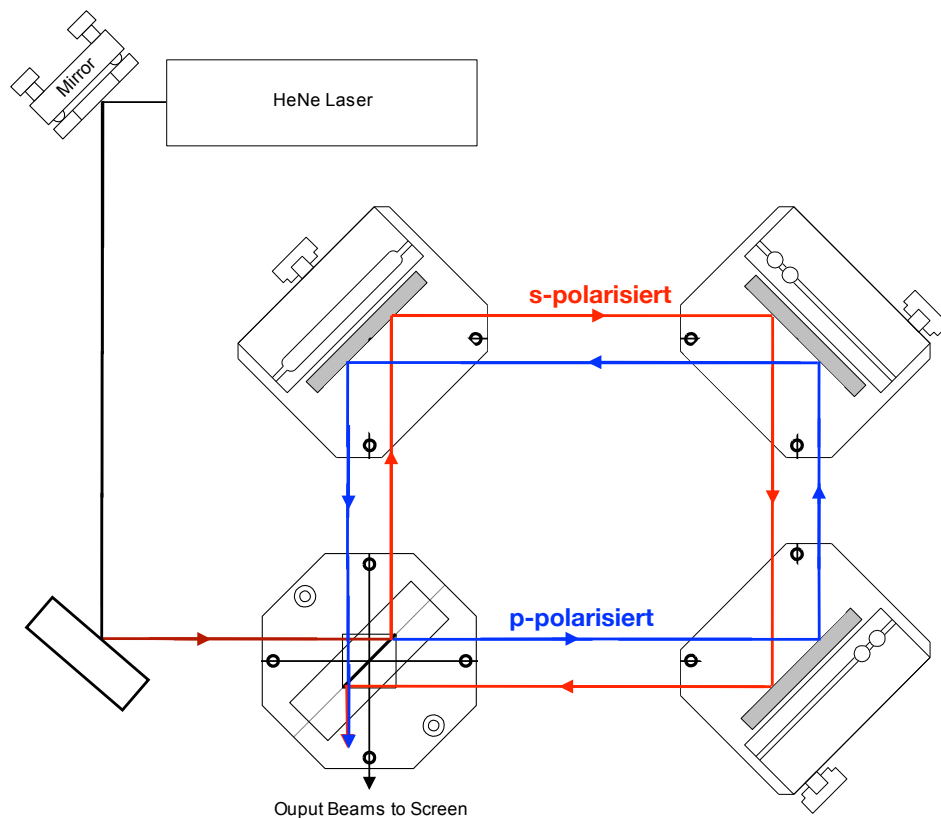 Mirror
HeNe Laser
s-polarisiert
p-polarisiert
Ouput Beams to Screen